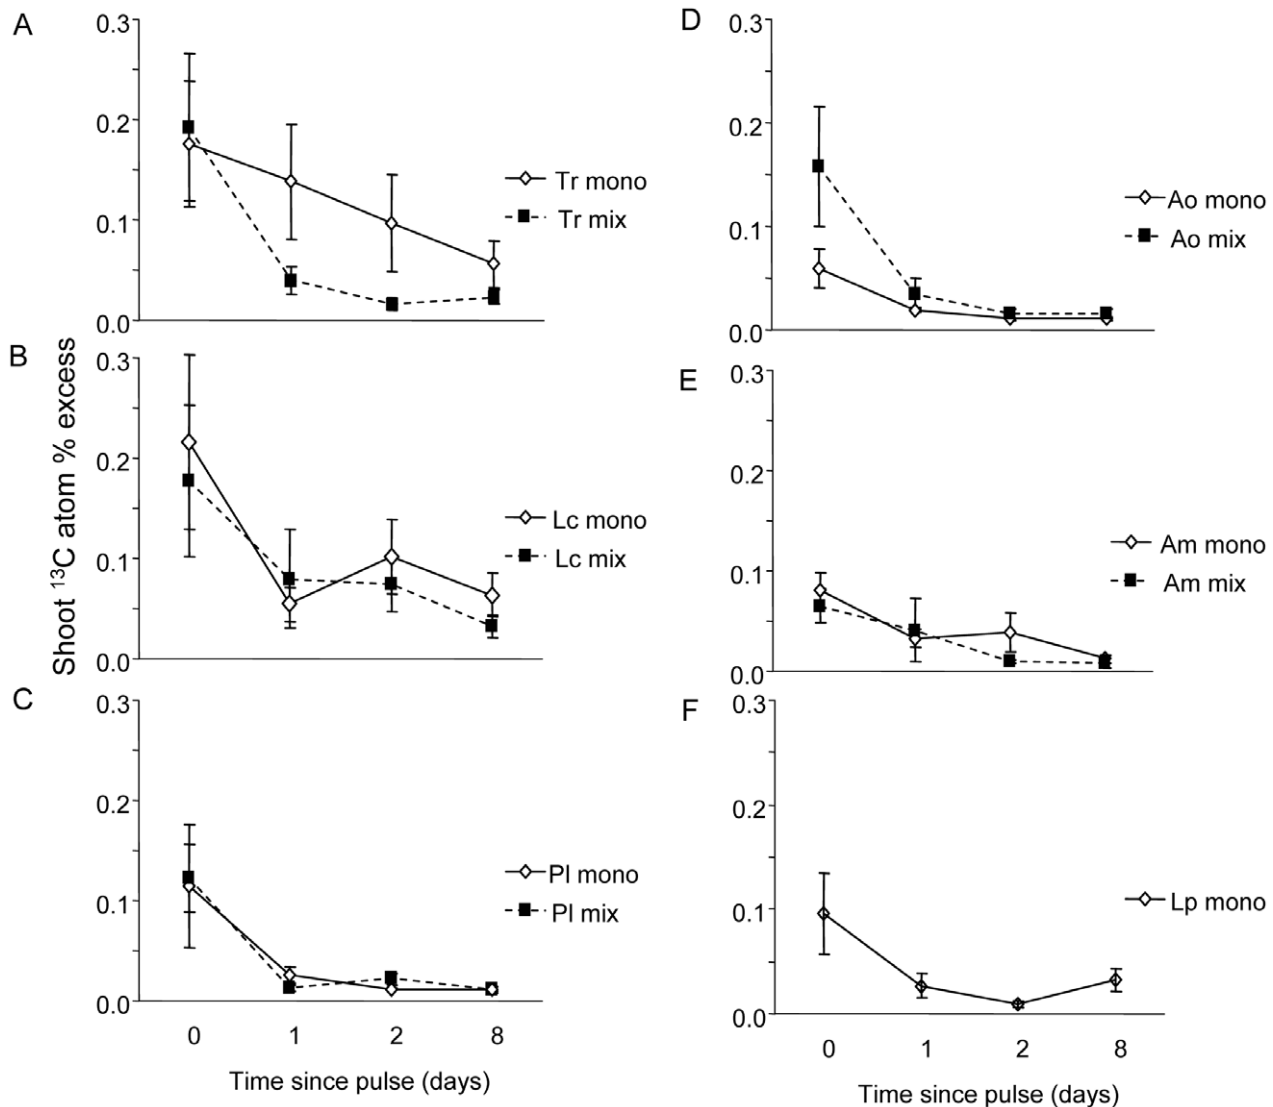 A
0.3
0.2
0.1
0.0
Tr mono
Tr mix
B
0.3
0.2
0.1
0.0
Lc mono
Lc mix
Shoot ¹³C atom % excess
C
0.3
0.2
0.1
0.0
Pl mono
Pl mix
0 1 2 8
Time since pulse (days)
D
0.3
0.2
0.1
0.0
Ao mono
Ao mix
E
0.3
0.2
0.1
0.0
Am mono
Am mix
F
0.3
0.2
0.1
0.0
Lp mono
0 1 2 8
Time since pulse (days)